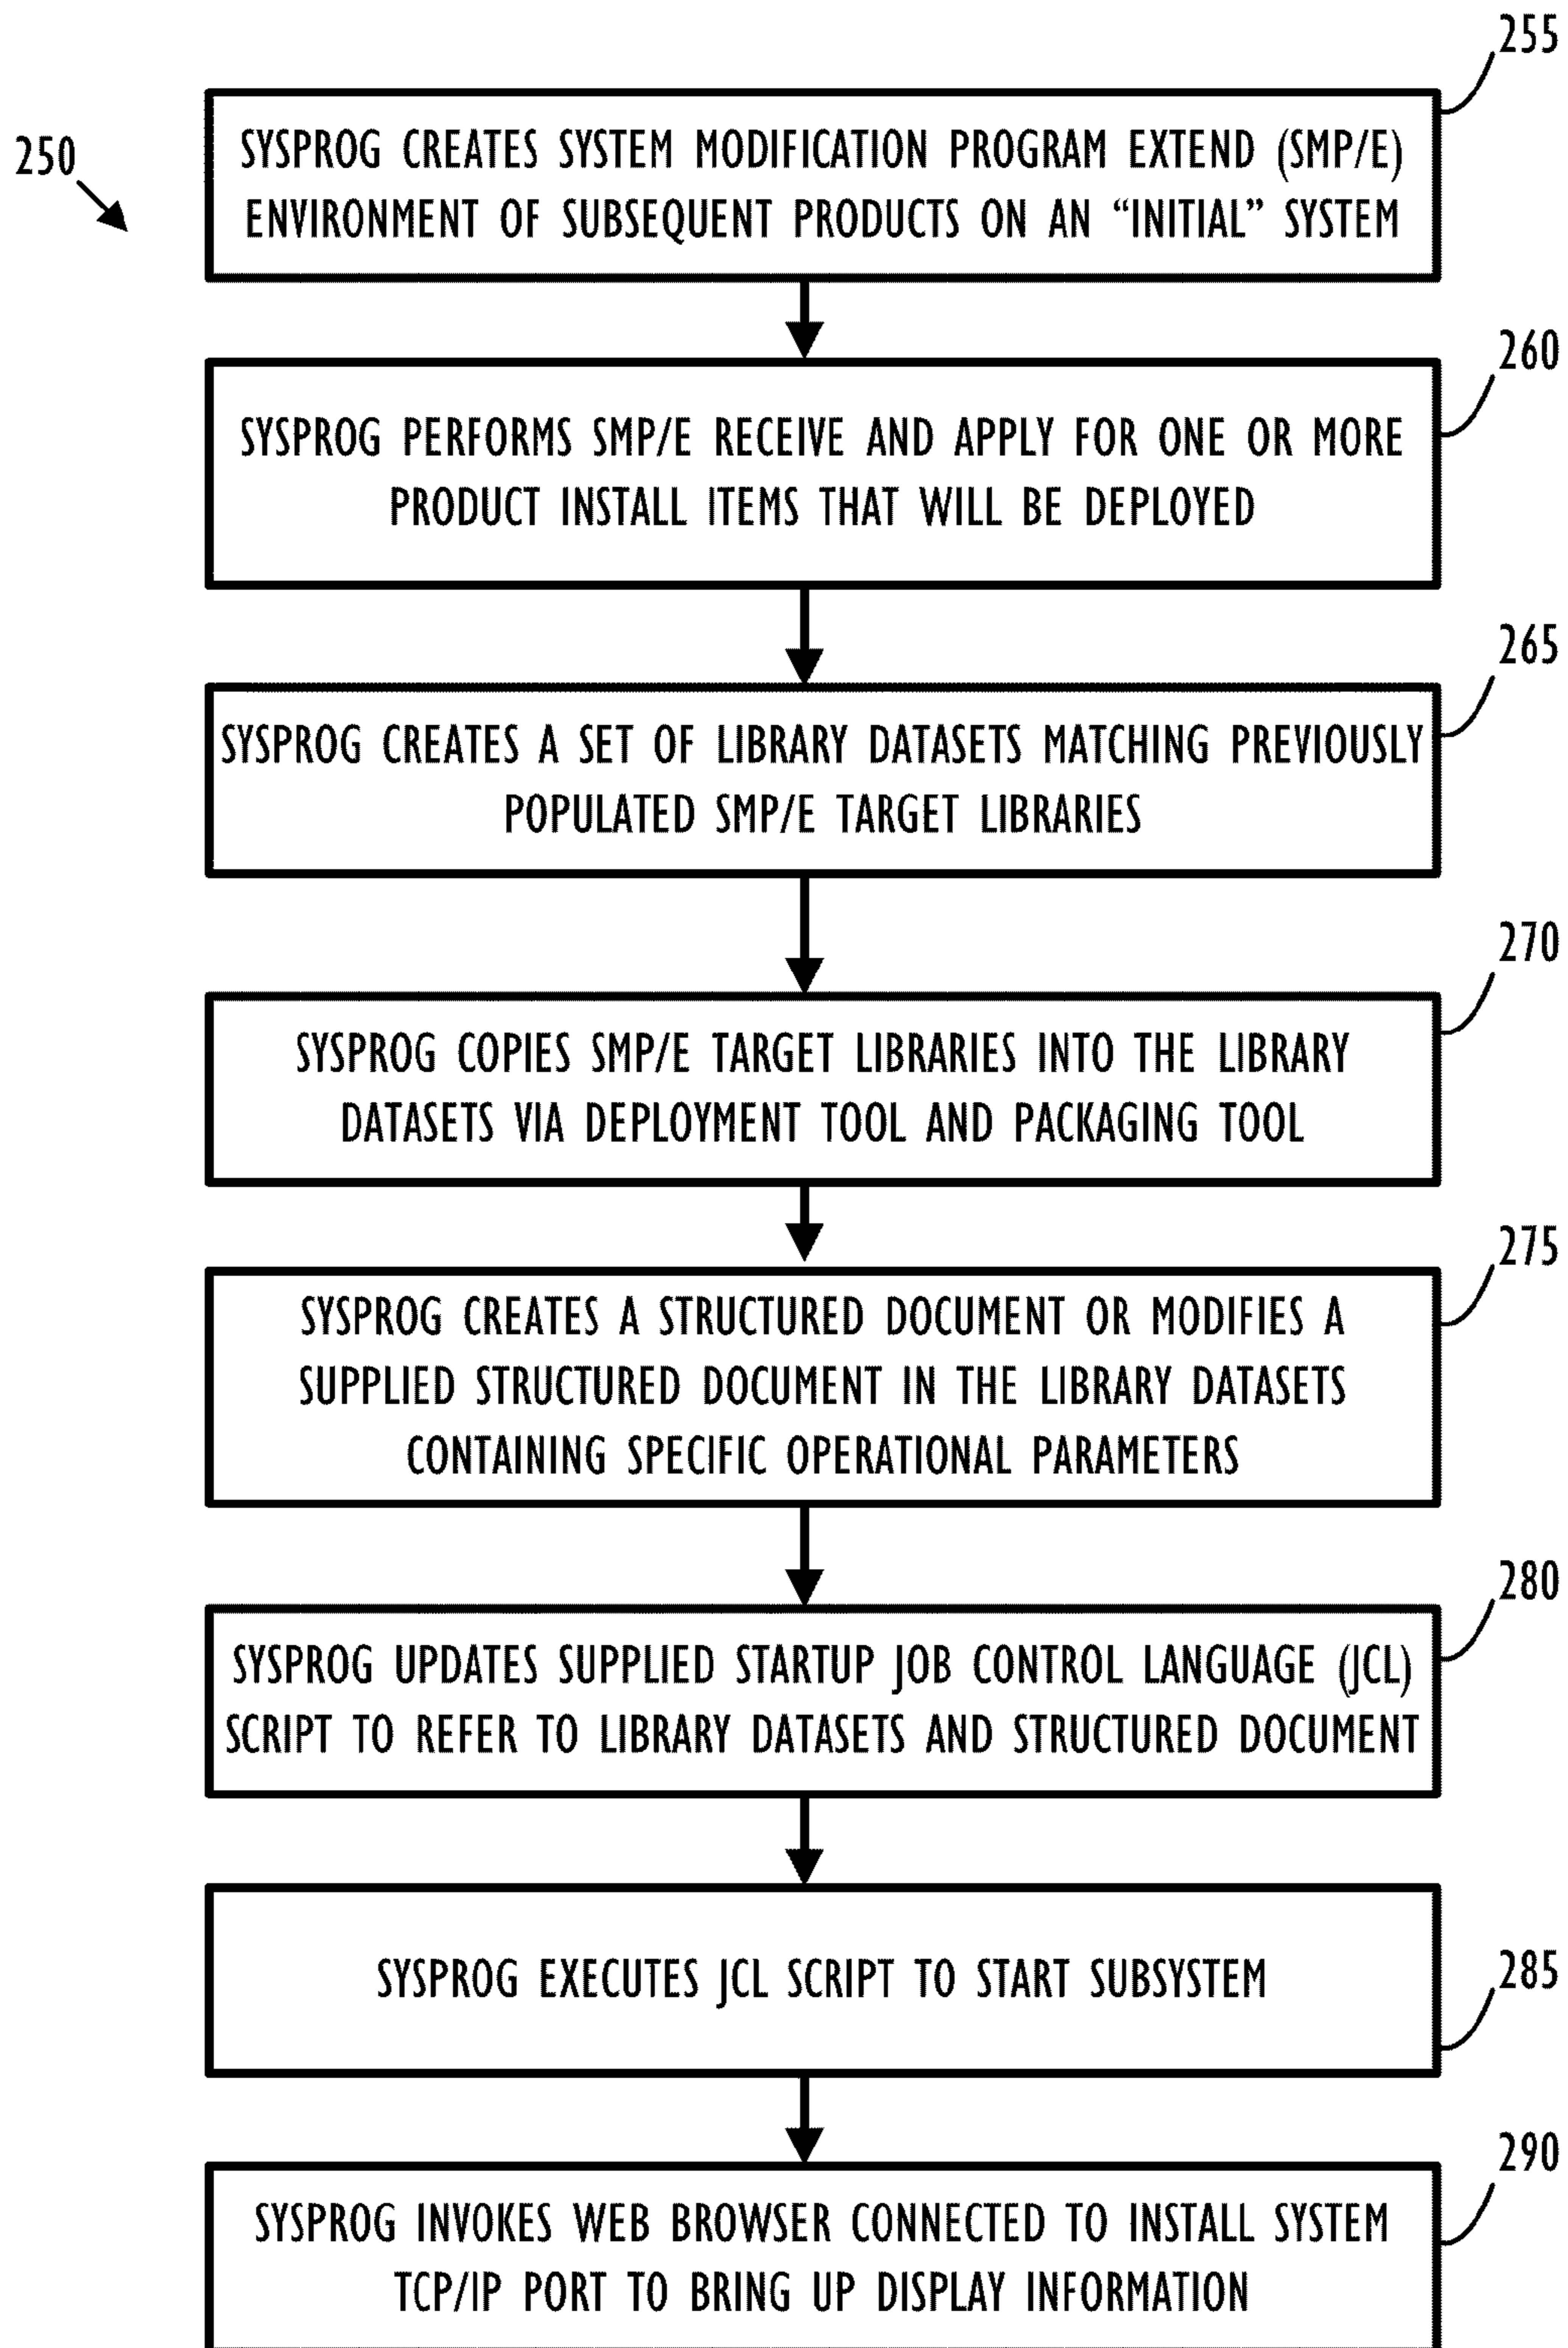 255
250
SYSPROG CREATES SYSTEM MODIFICATION PROGRAM EXTEND (SMP/E)
ENVIRONMENT OF SUBSEQUENT PRODUCTS ON AN “INITIAL” SYSTEM
260
SYSPROG PERFORMS SMP/E RECEIVE AND APPLY FOR ONE OR MORE
PRODUCT INSTALL ITEMS THAT WILL BE DEPLOYED
265
SYSPROG CREATES A SET OF LIBRARY DATASETS MATCHING PREVIOUSLY
POPULATED SMP/E TARGET LIBRARIES
270
SYSPROG COPIES SMP/E TARGET LIBRARIES INTO THE LIBRARY
DATASETS VIA DEPLOYMENT TOOL AND PACKAGING TOOL
275
SYSPROG CREATES A STRUCTURED DOCUMENT OR MODIFIES A
SUPPLIED STRUCTURED DOCUMENT IN THE LIBRARY DATASETS
CONTAINING SPECIFIC OPERATIONAL PARAMETERS
280
SYSPROG UPDATES SUPPLIED STARTUP JOB CONTROL LANGUAGE (JCL)
SCRIPT TO REFER TO LIBRARY DATASETS AND STRUCTURED DOCUMENT
285
SYSPROG EXECUTES JCL SCRIPT TO START SUBSYSTEM
290
SYSPROG INVOKES WEB BROWSER CONNECTED TO INSTALL SYSTEM
TCP/IP PORT TO BRING UP DISPLAY INFORMATION